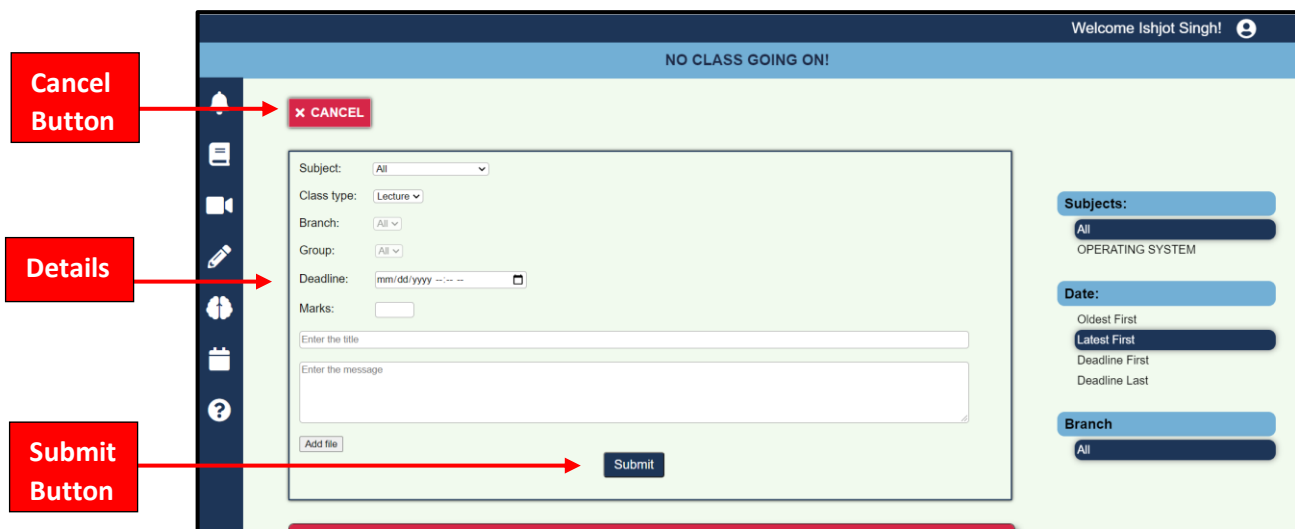 Welcome Ishjot Singh!
NO CLASS GOING ON!
Cancel
Button
× CANCEL
Subject: All
Class type: Lecture
Branch: All
Group: All
Details
Deadline: mm/dd/yyyy --:-- --
Marks:
Enter the title
Enter the message
Add file
Submit
Button
Submit
Subjects:
All
OPERATING SYSTEM
Date:
Oldest First
Latest First
Deadline First
Deadline Last
Branch
All